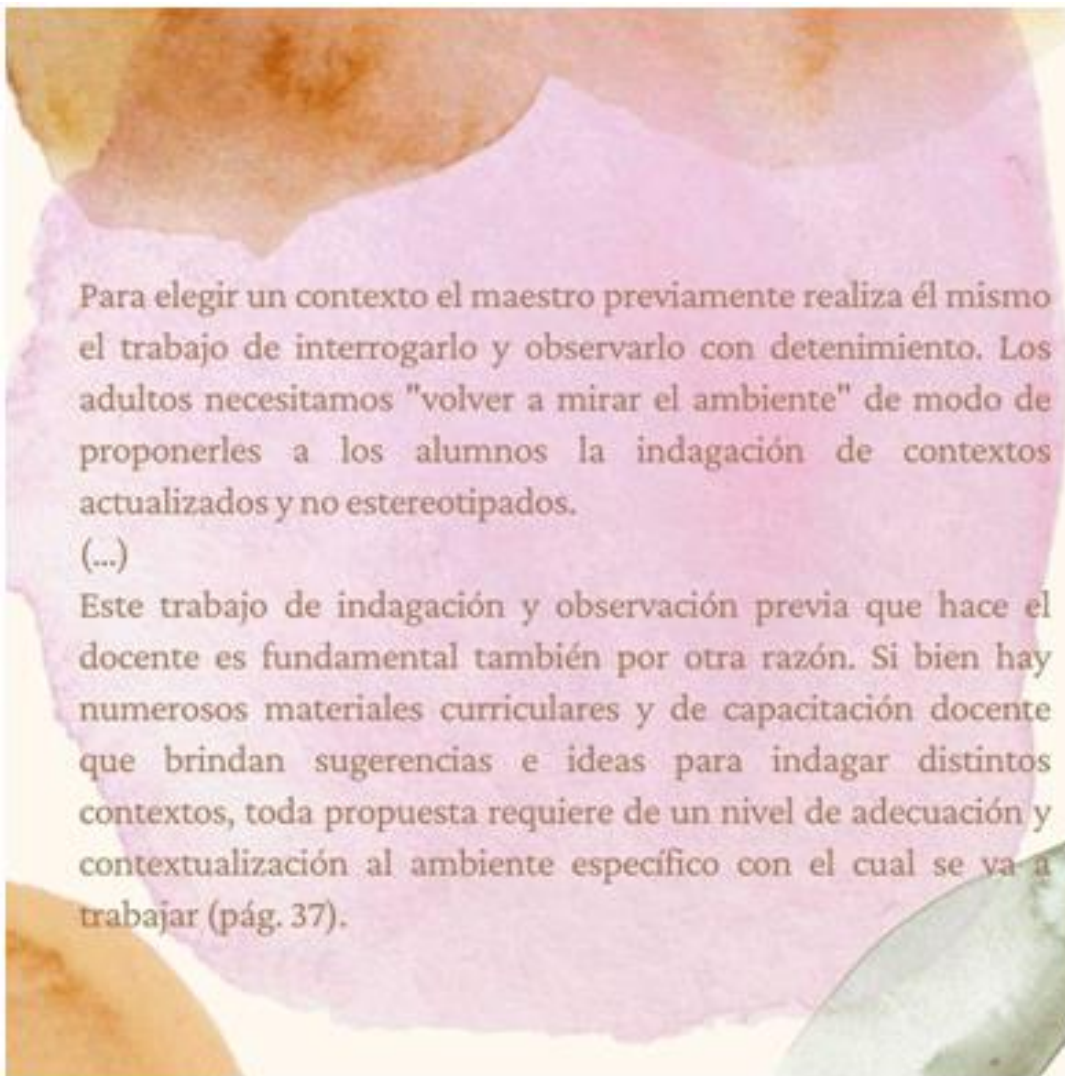 Para elegir un contexto el maestro previamente realiza él mismo
el trabajo de interrogarlo y observarlo con detenimiento. Los
adultos necesitamos "volver a mirar el ambiente" de modo de
proponerles a los alumnos la indagación de contextos
actualizados y no estereotipados.
(...)
Este trabajo de indagación y observación previa que hace el
docente es fundamental también por otra razón. Si bien hay
numerosos materiales curriculares y de capacitación docente
que brindan sugerencias e ideas para indagar distintos
contextos, toda propuesta requiere de un nivel de adecuación y
contextualización al ambiente específico con el cual se va a
trabajar (pág. 37).